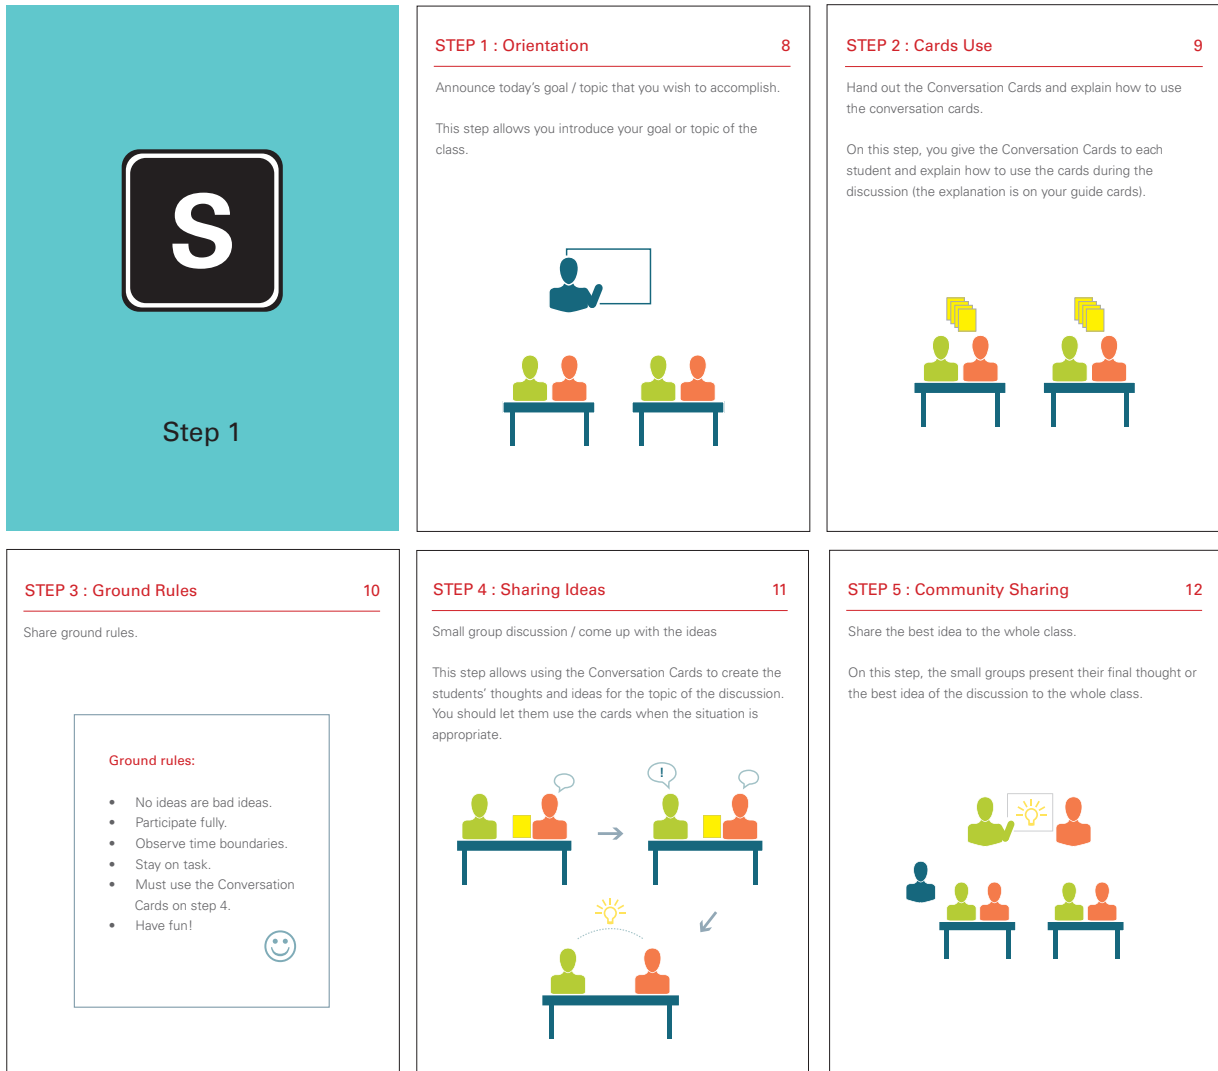 S
Step 1
STEP 1 : Orientation 8
Announce today's goal / topic that you wish to accomplish.
This step allows you introduce your goal or topic of the
class.
STEP 2 : Cards Use 9
Hand out the Conversation Cards and explain how to use
the conversation cards.
On this step, you give the Conversation Cards to each
student and explain how to use the cards during the
discussion (the explanation is on your guide cards).
STEP 3 : Ground Rules 10
Share ground rules.
Ground rules:
• No ideas are bad ideas.
• Participate fully.
• Observe time boundaries.
• Stay on task.
• Must use the Conversation
Cards on step 4.
• Have fun!
STEP 4 : Sharing Ideas 11
Small group discussion / come up with the ideas
This step allows using the Conversation Cards to create the
students' thoughts and ideas for the topic of the discussion.
You should let them use the cards when the situation is
appropriate.
!
STEP 5 : Community Sharing 12
Share the best idea to the whole class.
On this step, the small groups present their final thought or
the best idea of the discussion to the whole class.